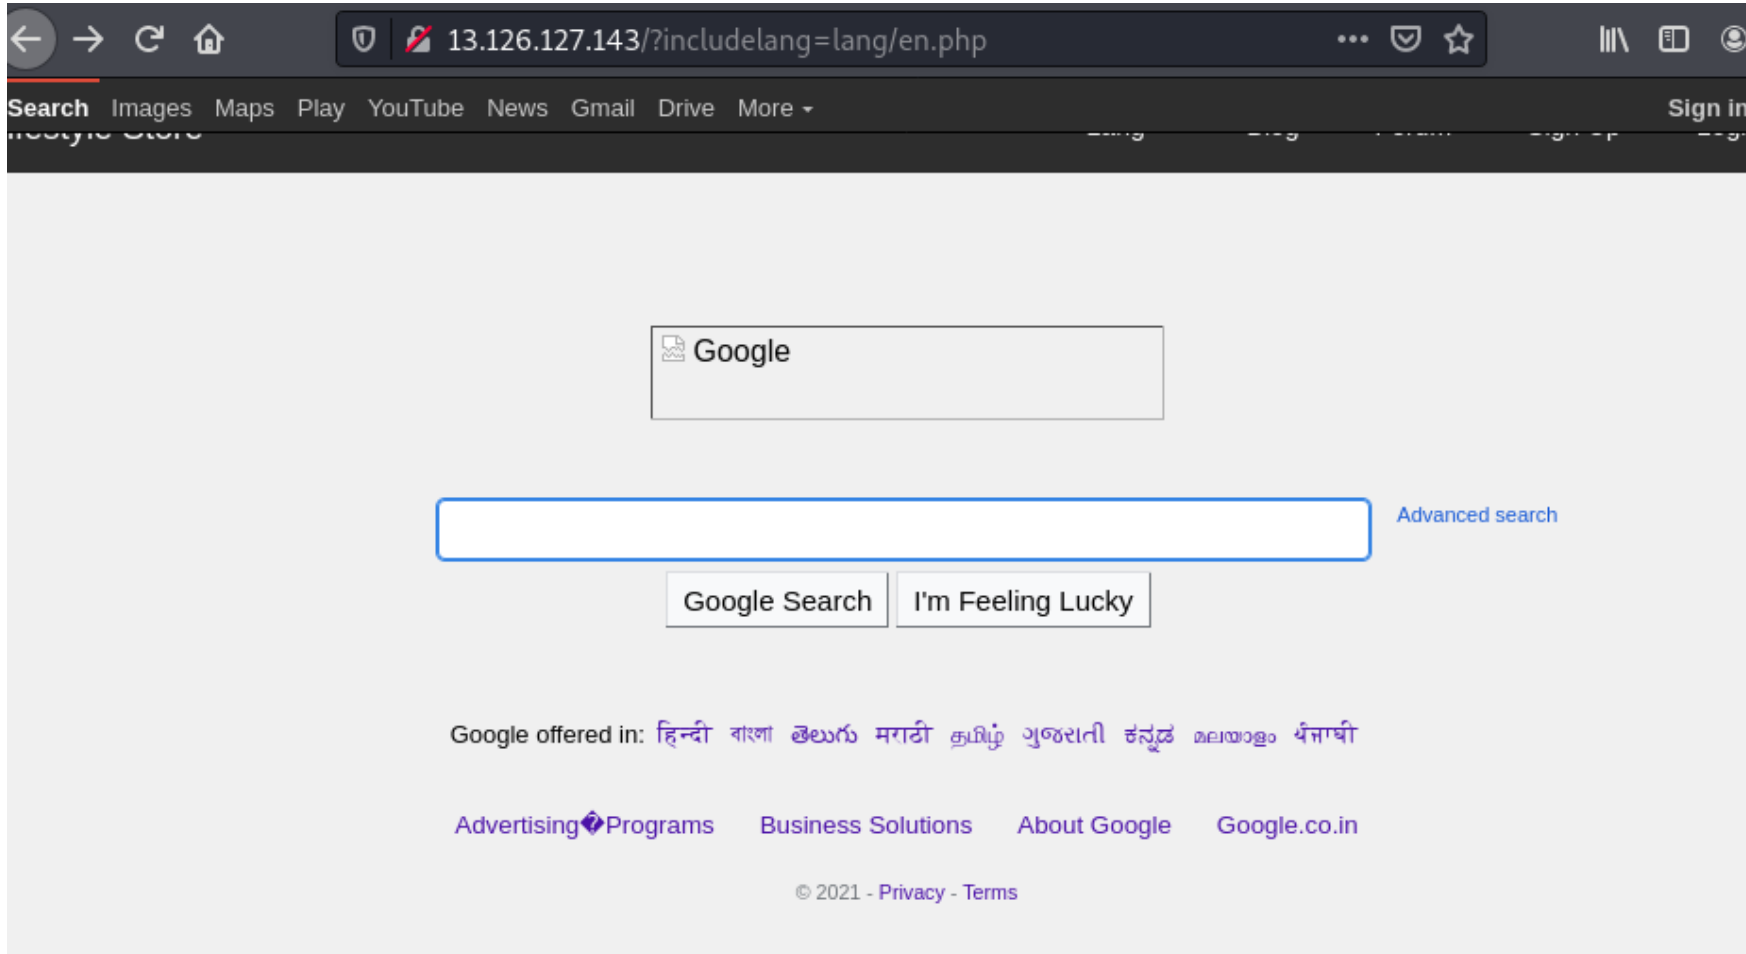 13.126.127.143/?includelang=lang/en.php
Search Images Maps Play YouTube News Gmail Drive More Sign in
Google
Advanced search
Google Search I'm Feeling Lucky
Google offered in: हिन्दी বাংলা తెలుగు मराठी தமிழ் ગુજરાતી ಕನ್ನಡ മലയാളം ਪੰਜਾਬੀ
Advertising�Programs Business Solutions About Google Google.co.in
© 2021 - Privacy - Terms